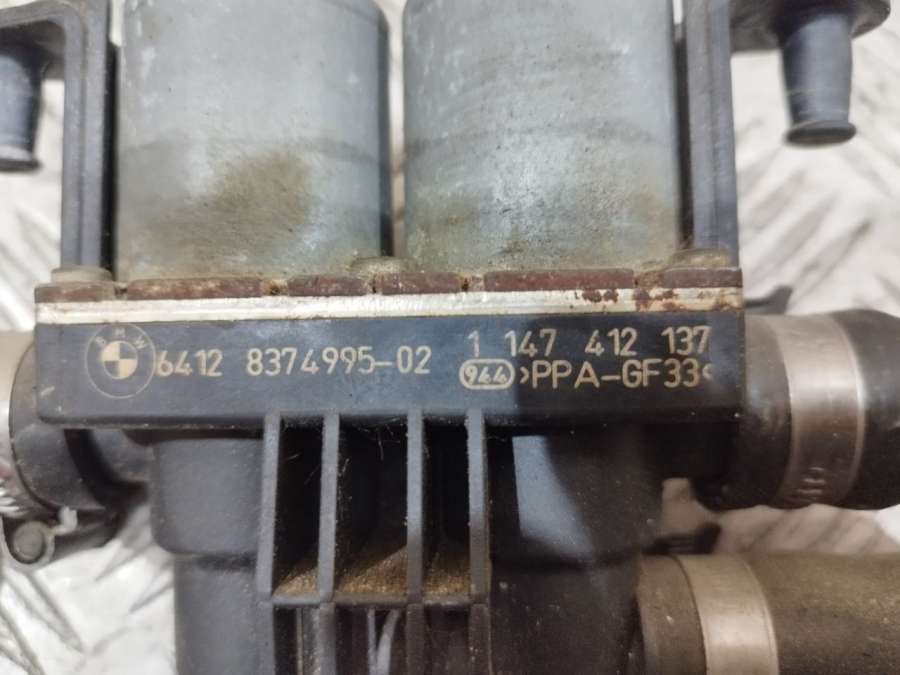 BMW
6412 8374995-02
1 147 412 137
944 >PPA-GF33<